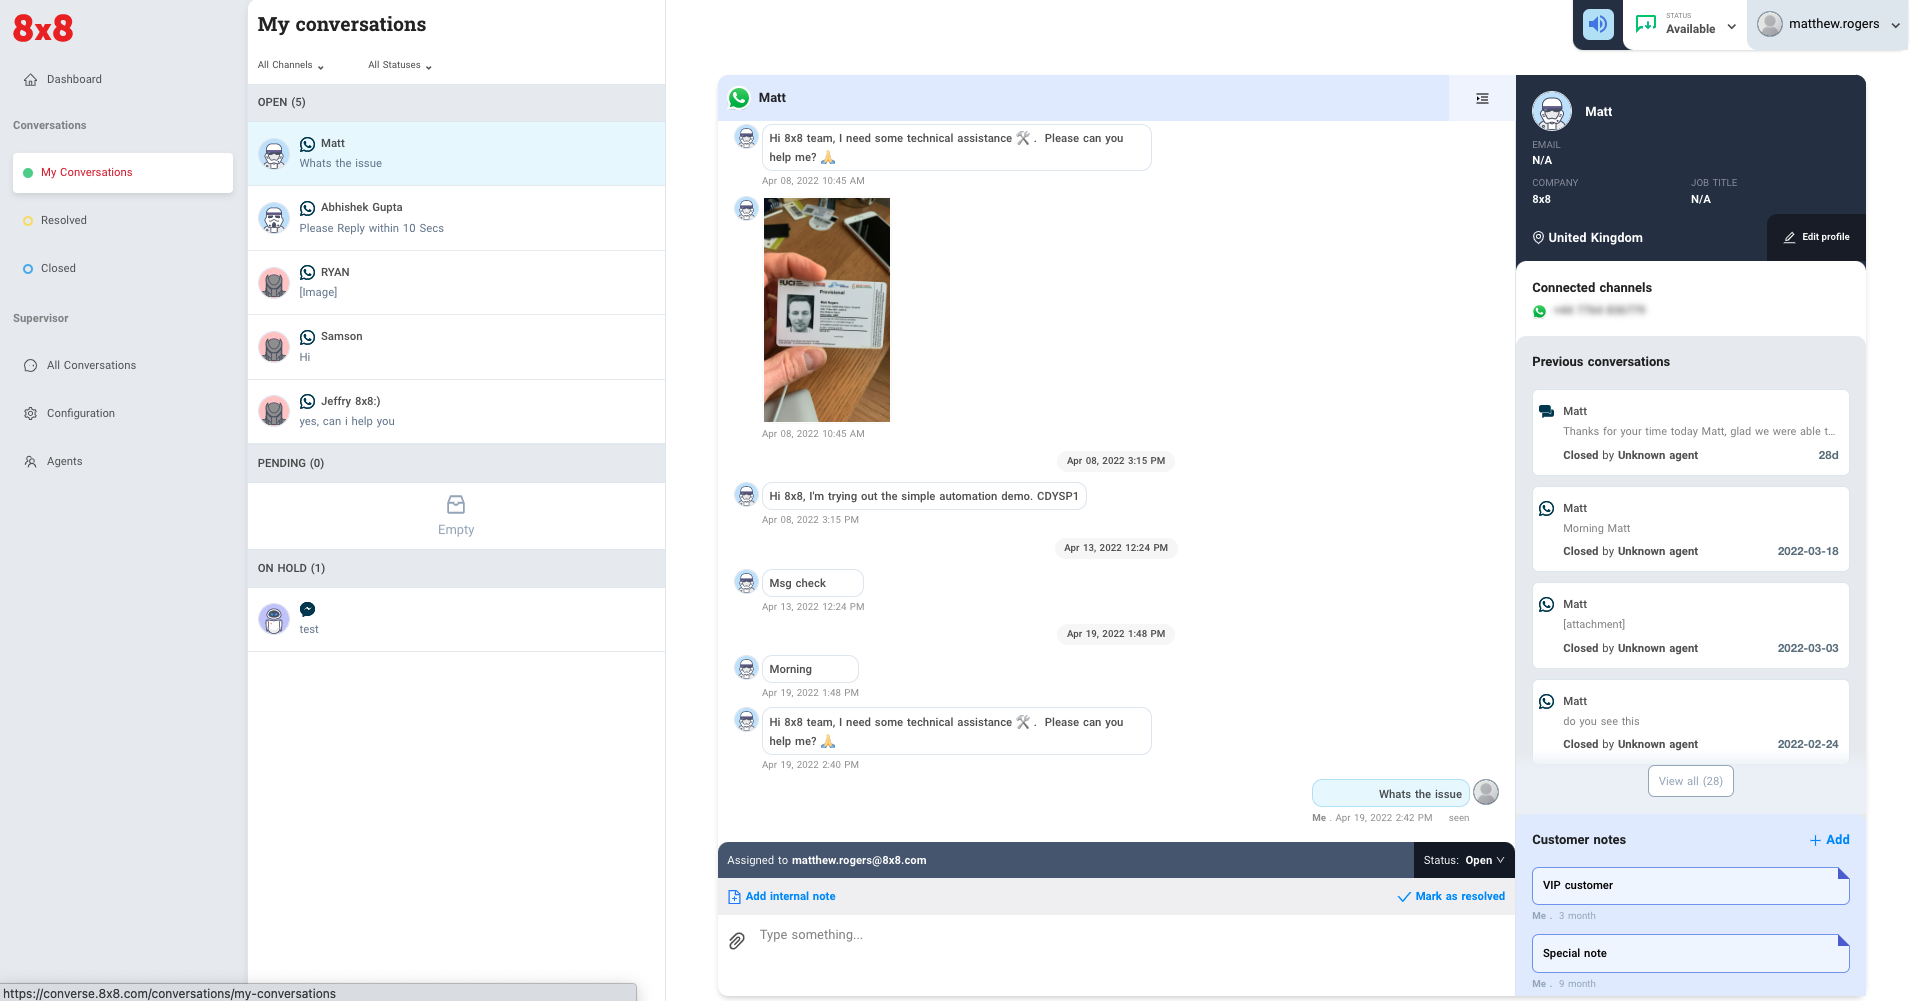 8x8
Dashboard
Conversations
My Conversations
Resolved
Closed
Supervisor
All Conversations
Configuration
Agents
My conversations
All Channels
All Statuses
OPEN (5)
Matt
Whats the issue
Abhishek Gupta
Please Reply within 10 Secs
RYAN
[Image]
Samson
Hi
Jeffry 8x8:)
yes, can i help you
PENDING (0)
Empty
ON HOLD (1)
test
https://converse.8x8.com/conversations/my-conversations
STATUS
Available
matthew.rogers
Matt
Hi 8x8 team, I need some technical assistance 🛠️ . Please can you
help me? 🙏
Apr 08, 2022 10:45 AM
UCI
Provisional
Apr 08, 2022 10:45 AM
Apr 08, 2022 3:15 PM
Hi 8x8, I'm trying out the simple automation demo. CDYSP1
Apr 08, 2022 3:15 PM
Apr 13, 2022 12:24 PM
Msg check
Apr 13, 2022 12:24 PM
Apr 19, 2022 1:48 PM
Morning
Apr 19, 2022 1:48 PM
Hi 8x8 team, I need some technical assistance 🛠️ . Please can you
help me? 🙏
Apr 19, 2022 2:40 PM
Whats the issue
Me . Apr 19, 2022 2:42 PM seen
Assigned to matthew.rogers@8x8.com
Status: Open
Add internal note
Mark as resolved
Type something...
Matt
EMAIL
N/A
COMPANY
8x8
JOB TITLE
N/A
United Kingdom
Edit profile
Connected channels
Previous conversations
Matt
Thanks for your time today Matt, glad we were able t...
Closed by Unknown agent 28d
Matt
Morning Matt
Closed by Unknown agent 2022-03-18
Matt
[attachment]
Closed by Unknown agent 2022-03-03
Matt
do you see this
Closed by Unknown agent 2022-02-24
View all (28)
Customer notes
+ Add
VIP customer
Me . 3 month
Special note
Me . 9 month